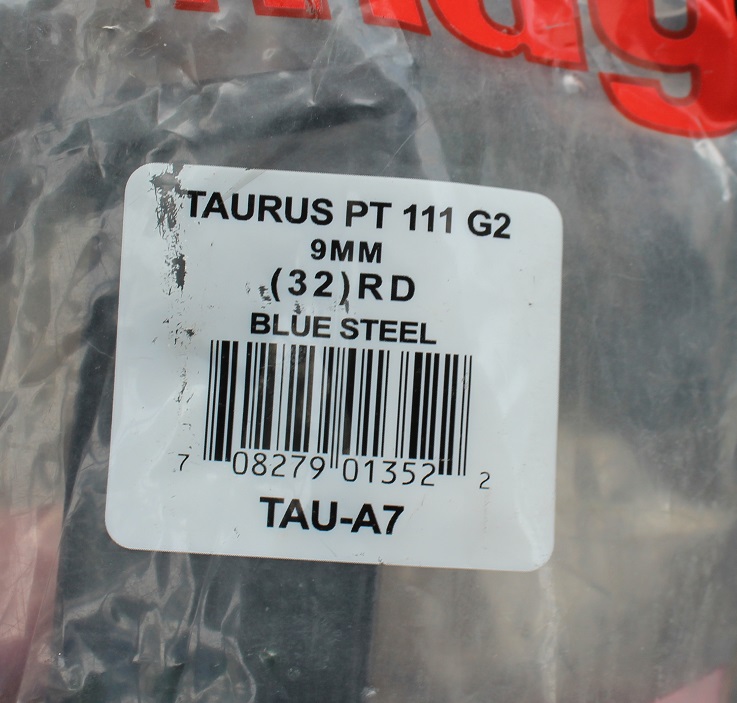 TAURUS PT 111 G2
9MM
(32)RD
BLUE STEEL
7 08279 01352 2
TAU-A7